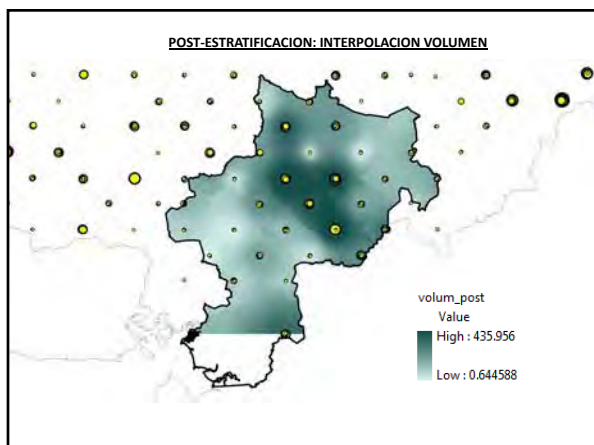 POST-ESTRATIFICACION: INTERPOLACION VOLUMEN
volum_post
Value
High : 435.956
Low : 0.644588